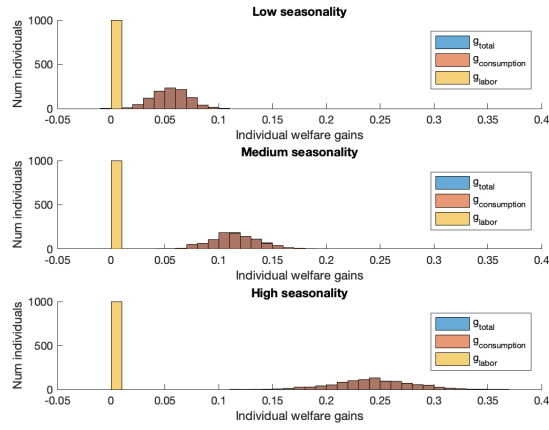 Low seasonality
1000
500
0
Num individuals
-0.05 0 0.05 0.1 0.15 0.2 0.25 0.3 0.35 0.4
Individual welfare gains
g_total
g_consumption
g_labor
Medium seasonality
1000
500
0
Num individuals
-0.05 0 0.05 0.1 0.15 0.2 0.25 0.3 0.35 0.4
Individual welfare gains
g_total
g_consumption
g_labor
High seasonality
1000
500
0
Num individuals
-0.05 0 0.05 0.1 0.15 0.2 0.25 0.3 0.35 0.4
Individual welfare gains
g_total
g_consumption
g_labor